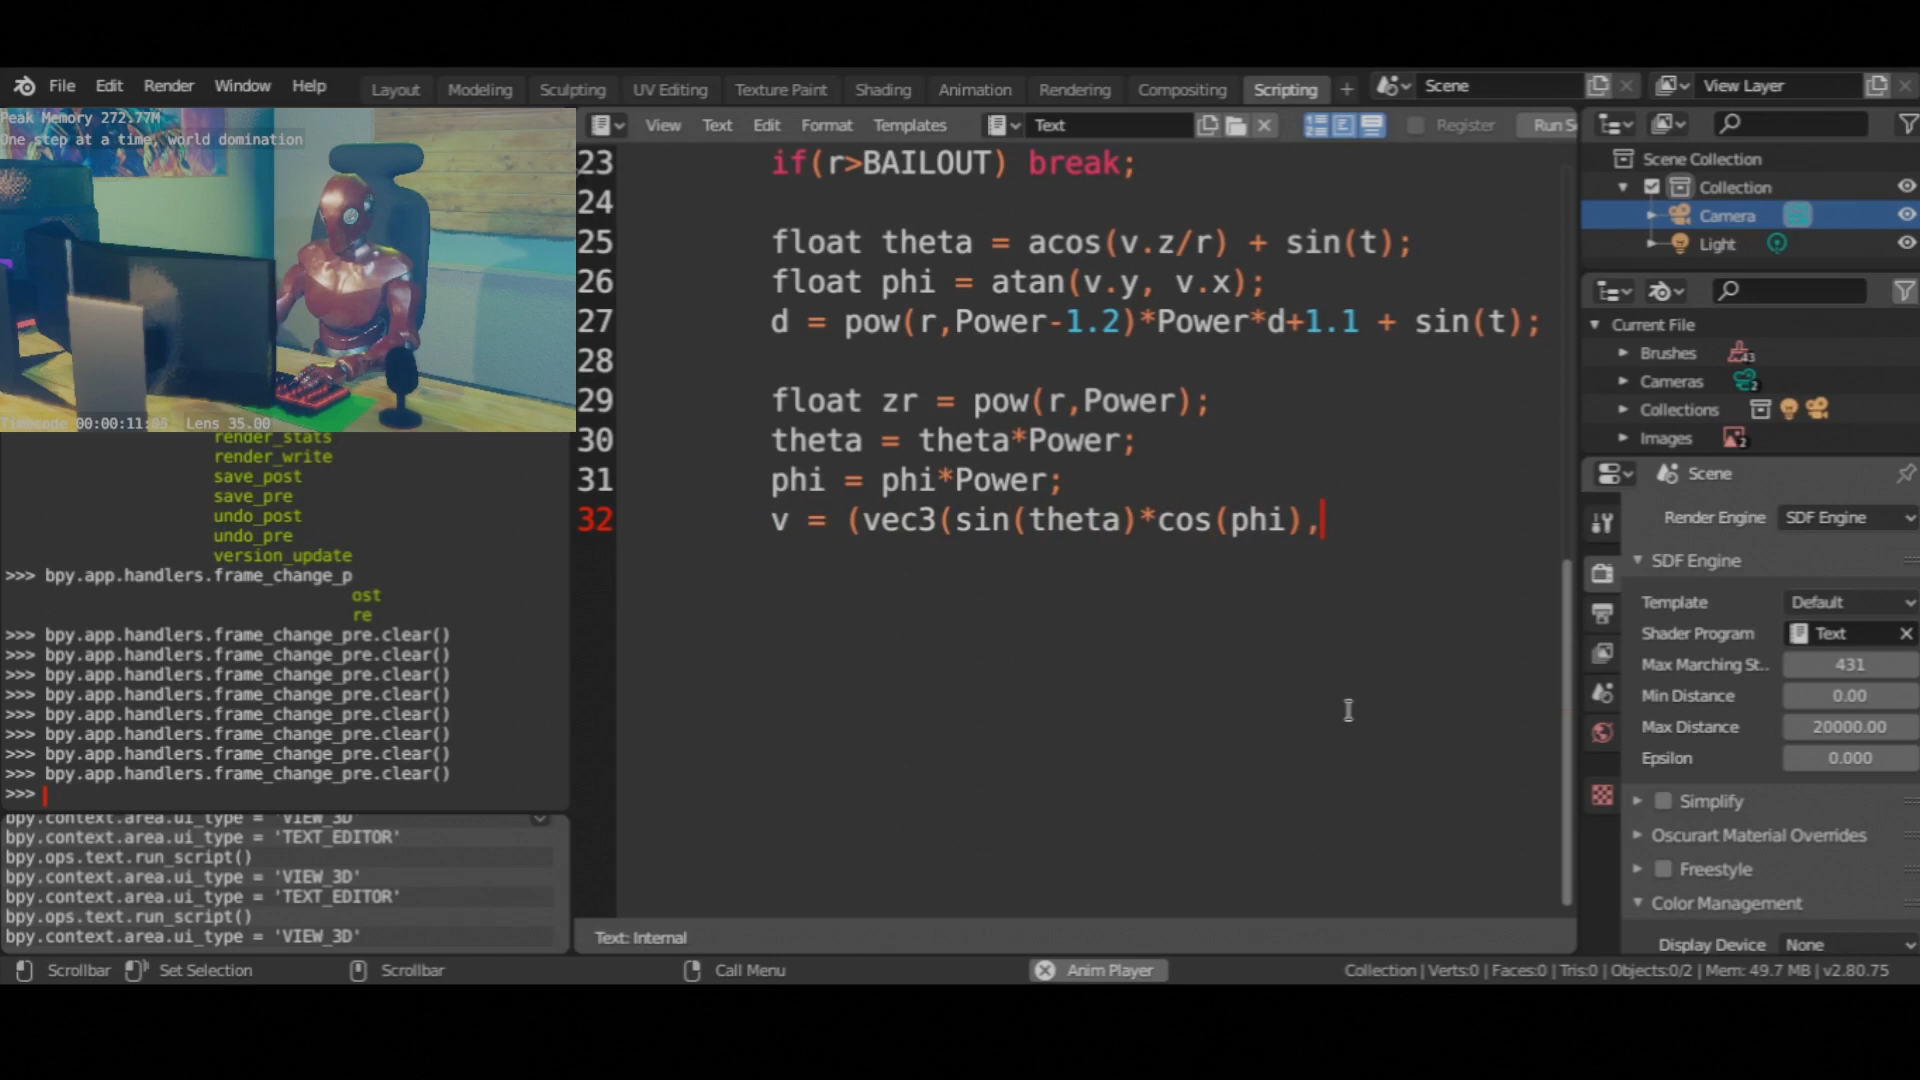 File Edit Render Window Help Layout Modeling Sculpting UV Editing Texture Paint Shading Animation Rendering Compositing Scripting + Scene View Layer
View Text Edit Format Templates Text Register Run S
Peak Memory 272.77M
One step at a time, world domination
Lens 35.00
render_stats
render_write
save_post
save_pre
undo_post
undo_pre
version_update
>>> bpy.app.handlers.frame_change_p
ost
re
>>> bpy.app.handlers.frame_change_pre.clear()
>>> bpy.app.handlers.frame_change_pre.clear()
>>> bpy.app.handlers.frame_change_pre.clear()
>>> bpy.app.handlers.frame_change_pre.clear()
>>> bpy.app.handlers.frame_change_pre.clear()
>>> bpy.app.handlers.frame_change_pre.clear()
>>> bpy.app.handlers.frame_change_pre.clear()
>>> bpy.app.handlers.frame_change_pre.clear()
>>>
bpy.context.area.ui_type = 'VIEW_3D'
bpy.context.area.ui_type = 'TEXT_EDITOR'
bpy.ops.text.run_script()
bpy.context.area.ui_type = 'VIEW_3D'
bpy.context.area.ui_type = 'TEXT_EDITOR'
bpy.ops.text.run_script()
bpy.context.area.ui_type = 'VIEW_3D'
23 if(r>BAILOUT) break;
24
25 float theta = acos(v.z/r) + sin(t);
26 float phi = atan(v.y, v.x);
27 d = pow(r,Power-1.2)*Power*d+1.1 + sin(t);
28
29 float zr = pow(r,Power);
30 theta = theta*Power;
31 phi = phi*Power;
32 v = (vec3(sin(theta)*cos(phi),
Text: Internal
Scene Collection
Collection
Camera
Light
Current File
Brushes 43
Cameras 2
Collections
Images 2
Scene
Render Engine SDF Engine
SDF Engine
Template Default
Shader Program Text
Max Marching St.. 431
Min Distance 0.00
Max Distance 20000.00
Epsilon 0.000
Simplify
Oscurart Material Overrides
Freestyle
Color Management
Display Device None
Scrollbar Set Selection Scrollbar Call Menu Anim Player Collection | Verts:0 | Faces:0 | Tris:0 | Objects:0/2 | Mem: 49.7 MB | v2.80.75